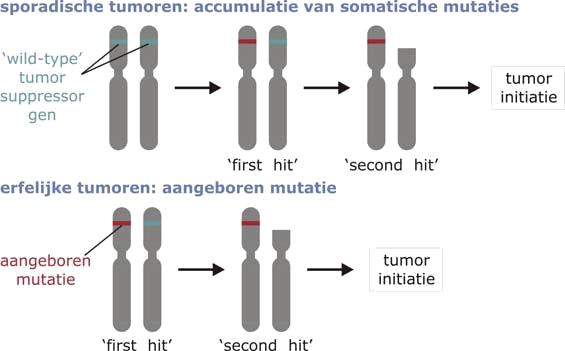 sporadische tumoren: accumulatie van somatische mutaties
'wild-type'
tumor
suppressor
gen
'first hit'
'second hit'
tumor
initiatie
erfelijke tumoren: aangeboren mutatie
aangeboren
mutatie
'first hit'
'second hit'
tumor
initiatie